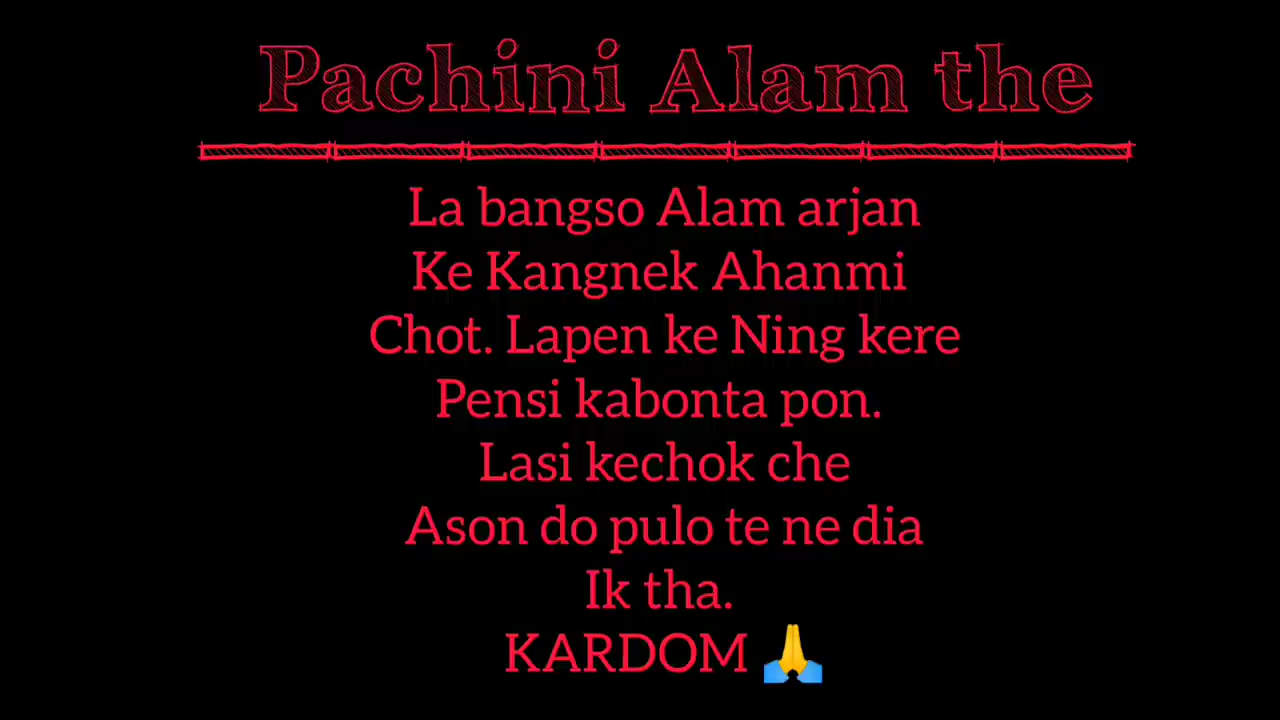 Pachini Alam the
La bangso Alam arjan
Ke Kangnek Ahanmi
Chot. Lapen ke Ning kere
Pensi kabonta pon.
Lasi kechok che
Ason do pulo te ne dia
Ik tha.
KARDOM 🙏